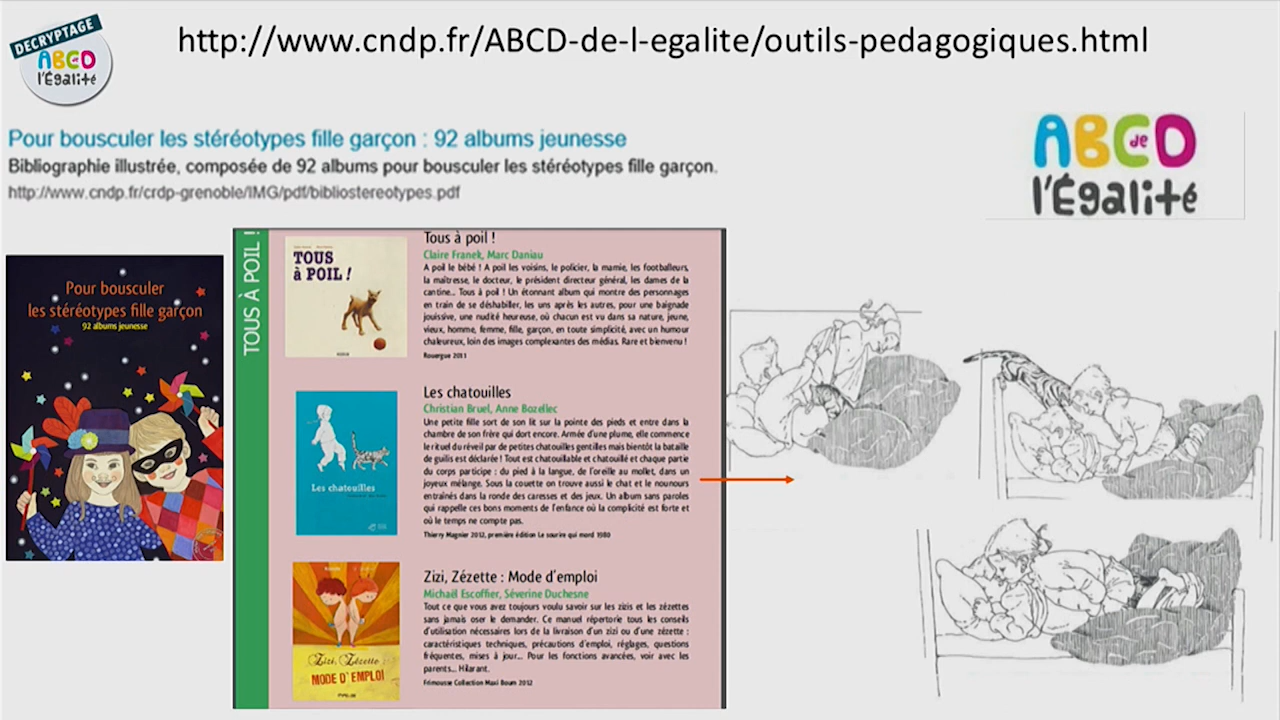 DECRYPTAGE
ABCD
l'Égalité
http://www.cndp.fr/ABCD-de-l-egalite/outils-pedagogiques.html
Pour bousculer les stéréotypes fille garçon : 92 albums jeunesse
Bibliographie illustrée, composée de 92 albums pour bousculer les stéréotypes fille garçon.
http://www.cndp.fr/crdp-grenoble/IMG/pdf/bibliostereotypes.pdf
ABCD de
l'Égalité
Pour bousculer
les stéréotypes fille garçon
92 albums jeunesse
TOUS À POIL !
TOUS
à POIL !
Tous à poil !
Claire Franek, Marc Daniau
A poil le bébé ! A poil les voisins, le policier, la mamie, les footballeurs,
la maîtresse, le docteur, le président directeur général, les dames de la
cantine... Tous à poil ! Un étonnant album qui montre des personnages
en train de se déshabiller, les uns après les autres, pour une baignade
jouissive, une nudité heureuse, où chacun est vu dans sa nature, jeune,
vieux, homme, femme, fille, garçon, en toute simplicité, avec un humour
chaleureux, loin des images complexantes des médias. Rare et bienvenu !
Rouergue 2011
Les chatouilles
Les chatouilles
Christian Bruel, Anne Bozellec
Une petite fille sort de son lit sur la pointe des pieds et entre dans la
chambre de son frère qui dort encore. Armée d'une plume, elle commence
le rituel du réveil par de petites chatouilles gentilles mais bientôt la bataille
de guilis est déclarée ! Tout est chatouillable et chatouillé et chaque partie
du corps participe : du pied à la langue, de l'oreille au mollet, dans un
joyeux mélange. Sous la couette on trouve aussi le chat et le nounours
entraînés dans la ronde des caresses et des jeux. Un album sans paroles
qui rappelle ces bons moments de l'enfance où la complicité est forte et
où le temps ne compte pas.
Thierry Magnier 2012, première édition Le sourire qui mord 1980
Zizi, Zézette
MODE D'EMPLOI
Zizi, Zézette : Mode d'emploi
Michaël Escoffier, Séverine Duchesne
Tout ce que vous avez toujours voulu savoir sur les zizis et les zézettes
sans jamais oser le demander. Ce manuel répertorie tous les conseils
d'utilisation nécessaires lors de la livraison d'un zizi ou d'une zézette :
caractéristiques techniques, précautions d'emploi, réglages, questions
fréquentes, mises à jour... Pour les fonctions avancées, voir avec les
parents... Hilarant.
Frimousse Collection Maxi Boum 2012